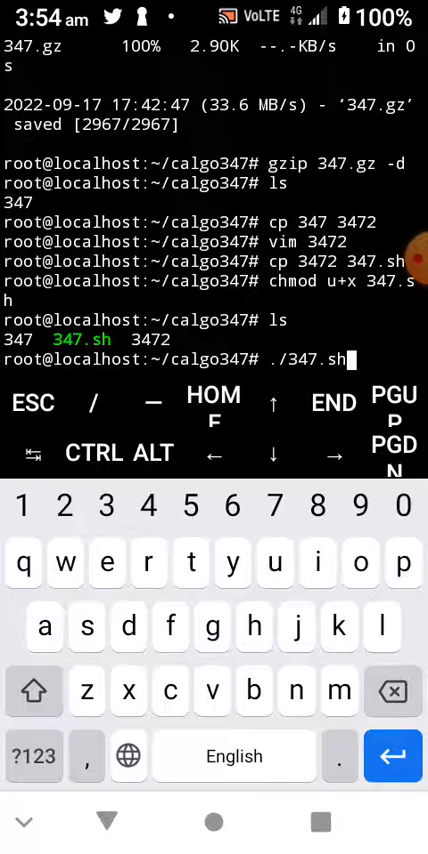 3:54 am VoLTE 4G 100%
347.gz 100% 2.90K --.-KB/s in 0
s
2022-09-17 17:42:47 (33.6 MB/s) - ‘347.gz’
saved [2967/2967]
root@localhost:~/calgo347# gzip 347.gz -d
root@localhost:~/calgo347# ls
347
root@localhost:~/calgo347# cp 347 3472
root@localhost:~/calgo347# vim 3472
root@localhost:~/calgo347# cp 3472 347.sh
root@localhost:~/calgo347# chmod u+x 347.s
h
root@localhost:~/calgo347# ls
347 347.sh 3472
root@localhost:~/calgo347# ./347.sh
ESC / — HOME ↑ END PGUP
↹ CTRL ALT ← ↓ → PGDN
1 2 3 4 5 6 7 8 9 0
q w e r t y u i o p
a s d f g h j k l
z x c v b n m
?123 , English .